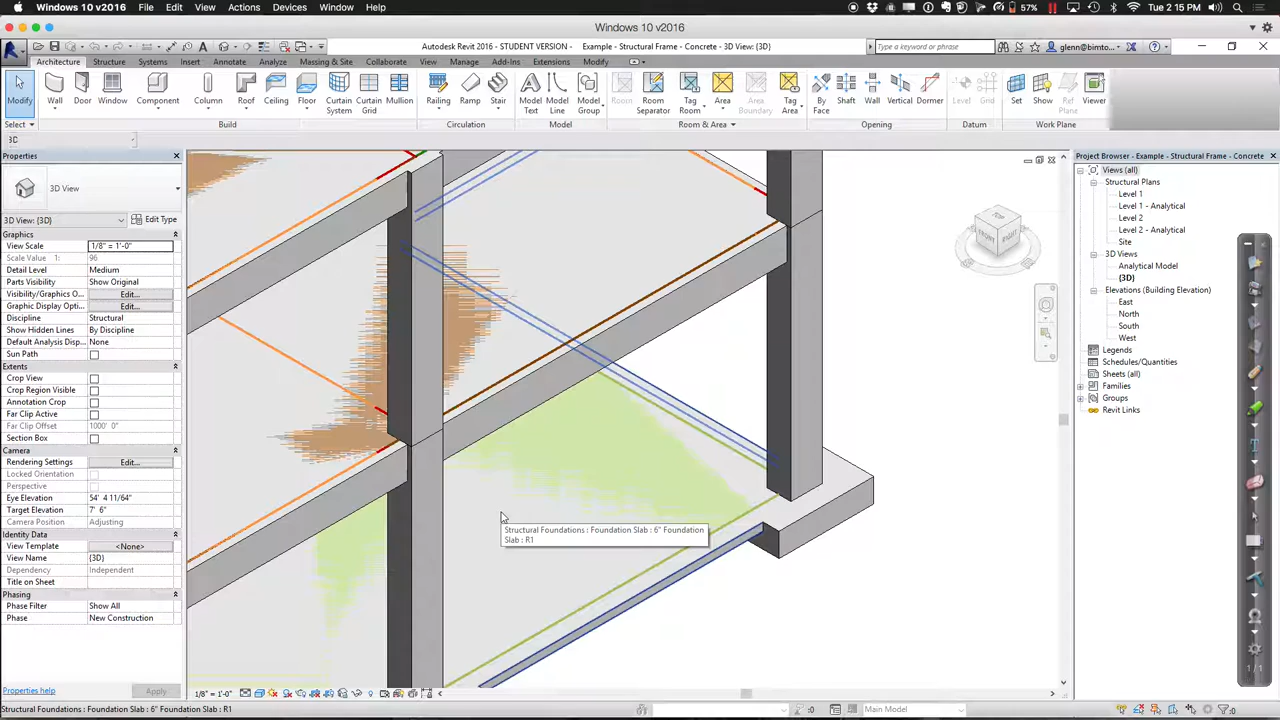 Windows 10 v2016 File Edit View Actions Devices Window Help 57% Tue 2:15 PM
Windows 10 v2016
Autodesk Revit 2016 - STUDENT VERSION - Example - Structural Frame - Concrete - 3D View: {3D} Type a keyword or phrase glenn@bimto...
Architecture Structure Systems Insert Annotate Analyze Massing & Site Collaborate View Manage Add-Ins Extensions Modify
Modify Wall Door Window Component Column Roof Ceiling Floor Curtain System Curtain Grid Mullion Railing Ramp Stair Model Text Model Line Model Group Room Room Separator Tag Room Area Area Boundary Tag Area By Face Shaft Wall Vertical Dormer Level Grid Set Show Ref Plane Viewer
Select Build Circulation Model Room & Area Opening Datum Work Plane
3D
Properties
3D View
3D View: {3D} Edit Type
Graphics
View Scale 1/8" = 1'-0"
Scale Value 1: 96
Detail Level Medium
Parts Visibility Show Original
Visibility/Graphics O... Edit...
Graphic Display Opti... Edit...
Discipline Structural
Show Hidden Lines By Discipline
Default Analysis Disp... None
Sun Path
Extents
Crop View
Crop Region Visible
Annotation Crop
Far Clip Active
Far Clip Offset 1000' 0"
Section Box
Camera
Rendering Settings Edit...
Locked Orientation
Perspective
Eye Elevation 54' 4 11/64"
Target Elevation 7' 6"
Camera Position Adjusting
Identity Data
View Template <None>
View Name {3D}
Dependency Independent
Title on Sheet
Phasing
Phase Filter Show All
Phase New Construction
Properties help Apply
TOP
FRONT RIGHT
Structural Foundations : Foundation Slab : 6" Foundation
Slab : R1
Project Browser - Example - Structural Frame - Concrete
Views (all)
Structural Plans
Level 1
Level 1 - Analytical
Level 2
Level 2 - Analytical
Site
3D Views
Analytical Model
{3D}
Elevations (Building Elevation)
East
North
South
West
Legends
Schedules/Quantities
Sheets (all)
Families
Groups
Revit Links
1 / 1
1/8" = 1'-0"
Structural Foundations : Foundation Slab : 6" Foundation Slab : R1 :0 Main Model :0